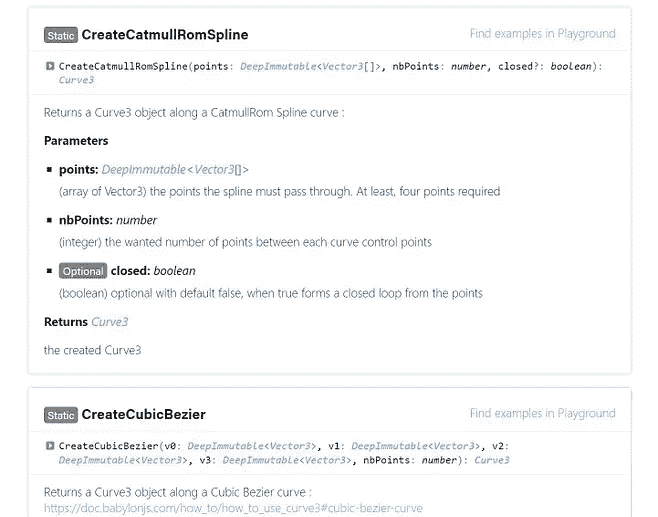 Static CreateCatmullRomSpline Find examples in Playground
CreateCatmullRomSpline(points: DeepImmutable<Vector3[]>, nbPoints: number, closed?: boolean):
Curve3
Returns a Curve3 object along a CatmullRom Spline curve :
Parameters
points: DeepImmutable<Vector3[]>
(array of Vector3) the points the spline must pass through. At least, four points required
nbPoints: number
(integer) the wanted number of points between each curve control points
Optional closed: boolean
(boolean) optional with default false, when true forms a closed loop from the points
Returns Curve3
the created Curve3
Static CreateCubicBezier Find examples in Playground
CreateCubicBezier(v0: DeepImmutable<Vector3>, v1: DeepImmutable<Vector3>, v2:
DeepImmutable<Vector3>, v3: DeepImmutable<Vector3>, nbPoints: number): Curve3
Returns a Curve3 object along a Cubic Bezier curve :
https://doc.babylonjs.com/how_to/how_to_use_curve3#cubic-bezier-curve